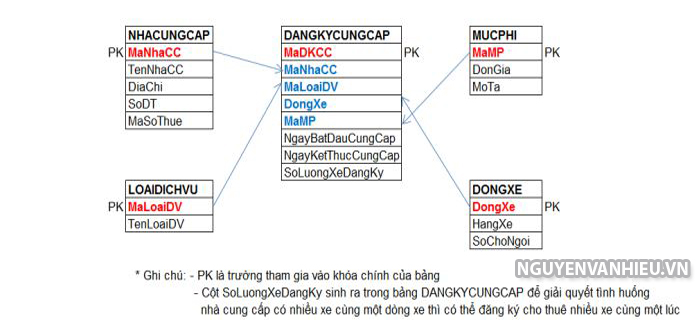 NHACUNGCAP
PK MaNhaCC
TenNhaCC
DiaChi
SoDT
MaSoThue
DANGKYCUNGCAP
MaDKCC PK
MaNhaCC
MaLoaiDV
DongXe
MaMP
NgayBatDauCungCap
NgayKetThucCungCap
SoLuongXeDangKy
MUCPHI
MaMP PK
DonGia
MoTa
LOAIDICHVU
PK MaLoaiDV
TenLoaiDV
DONGXE
DongXe PK
HangXe
SoChoNgoi
* Ghi chú: - PK là trường tham gia vào khóa chính của bảng
- Cột SoLuongXeDangKy sinh ra trong bảng DANGKYCUNGCAP để giải quyết tình huống
nhà cung cấp có nhiều xe cùng một dòng xe thì có thể đăng ký cho thuê nhiều xe cùng một lúc
NGUYENVANHIEU.VN